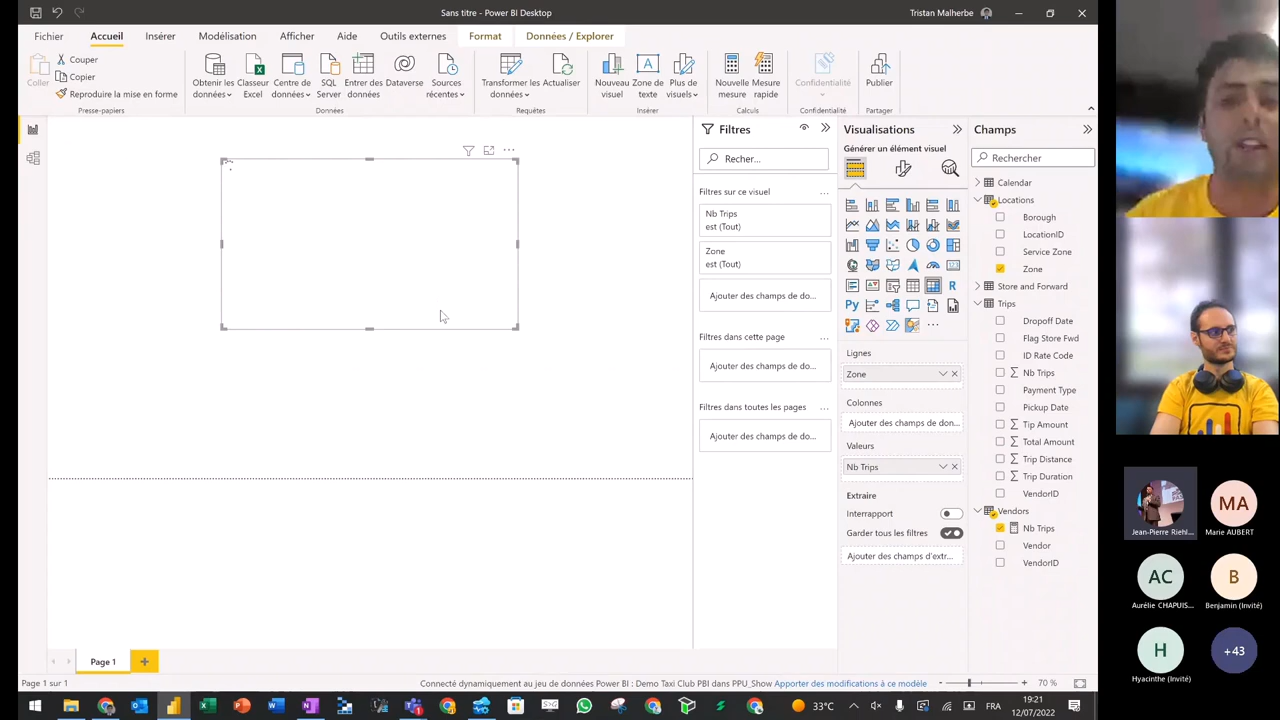 Sans titre - Power BI Desktop
Tristan Malherbe
Fichier
Accueil
Insérer
Modélisation
Afficher
Aide
Outils externes
Format
Données / Explorer
Coller
Couper
Copier
Reproduire la mise en forme
Presse-papiers
Obtenir les données
Classeur Excel
Centre de données
SQL Server
Entrer des données
Dataverse
Sources récentes
Données
Transformer les données
Actualiser
Requêtes
Nouveau visuel
Zone de texte
Plus de visuels
Insérer
Nouvelle mesure
Mesure rapide
Calculs
Confidentialité
Confidentialité
Publier
Partager
Filtres
Recher...
Filtres sur ce visuel
...
Nb Trips
est (Tout)
Zone
est (Tout)
Ajouter des champs de do...
Filtres dans cette page
...
Ajouter des champs de do...
Filtres dans toutes les pages
...
Ajouter des champs de do...
Visualisations
Générer un élément visuel
R
Py
123
...
Lignes
Zone
Colonnes
Ajouter des champs de don...
Valeurs
Nb Trips
Extraire
Interrapport
Garder tous les filtres
Ajouter des champs d'extr...
Champs
Rechercher
Calendar
Locations
Borough
LocationID
Service Zone
Zone
Store and Forward
Trips
Dropoff Date
Flag Store Fwd
ID Rate Code
Nb Trips
Payment Type
Pickup Date
Tip Amount
Total Amount
Trip Distance
Trip Duration
VendorID
Vendors
Nb Trips
Vendor
VendorID
Page 1
Page 1 sur 1
Connecté dynamiquement au jeu de données Power BI : Demo Taxi Club PBI dans PPU_Show Apporter des modifications à ce modèle
- + 70 %
33°C
FRA
19:21
12/07/2022
Jean-Pierre Riehl...
MA
Marie AUBERT
AC
Aurélie CHAPUIS...
B
Benjamin (Invité)
H
Hyacinthe (Invité)
+43